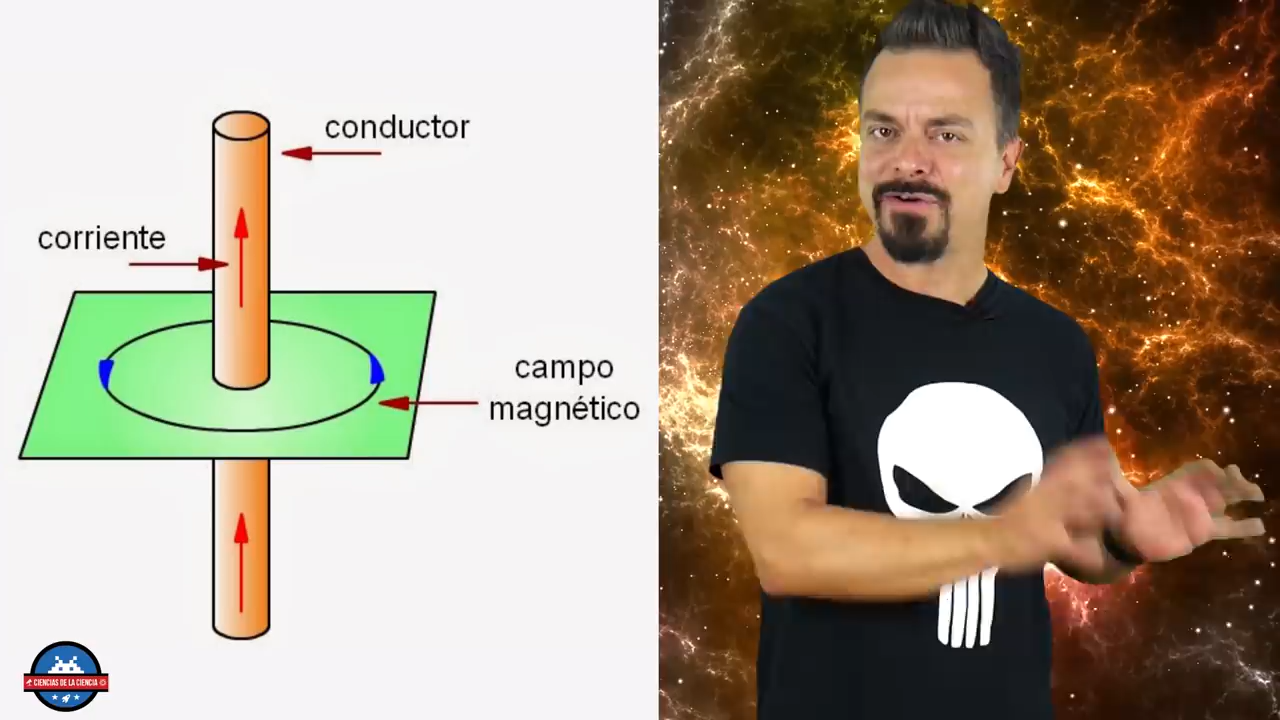 conductor
corriente
campo
magnético
CIENCIAS DE LA CIENCIA